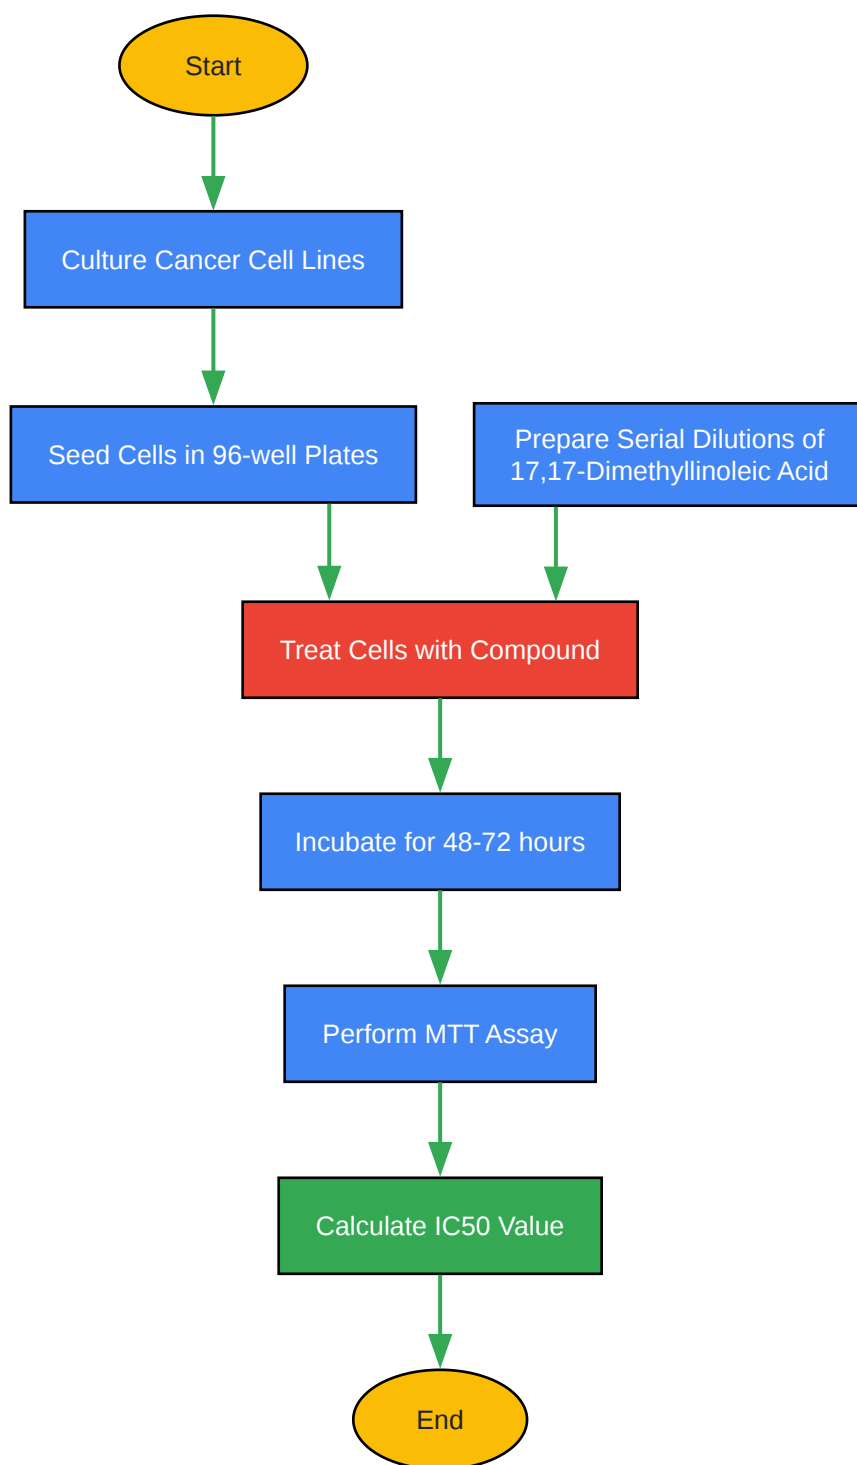 Start
Culture Cancer Cell Lines
Seed Cells in 96-well Plates
Prepare Serial Dilutions of
17,17-Dimethyllinoleic Acid
Treat Cells with Compound
Incubate for 48-72 hours
Perform MTT Assay
Calculate IC50 Value
End